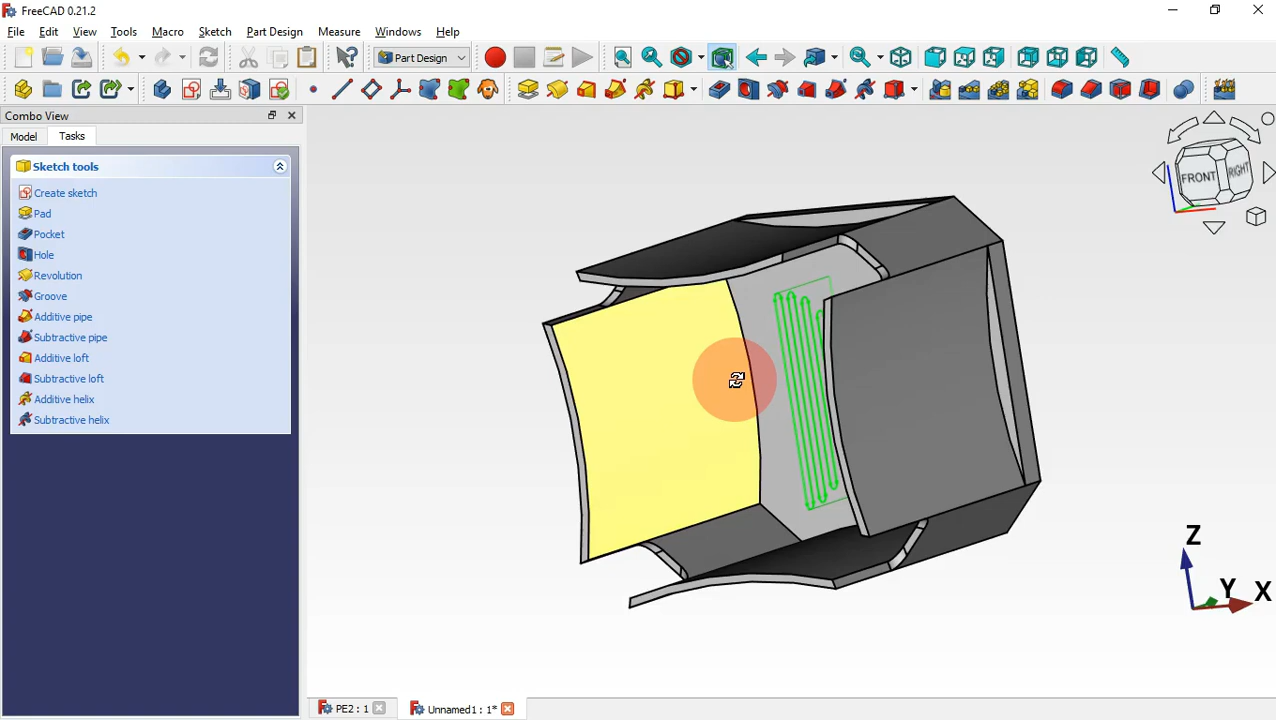 FreeCAD 0.21.2
File Edit View Tools Macro Sketch Part Design Measure Windows Help
Part Design
Combo View
Model Tasks
Sketch tools
Create sketch
Pad
Pocket
Hole
Revolution
Groove
Additive pipe
Subtractive pipe
Additive loft
Subtractive loft
Additive helix
Subtractive helix
FRONT RIGHT
Z
Y X
PE2 : 1 Unnamed1 : 1*